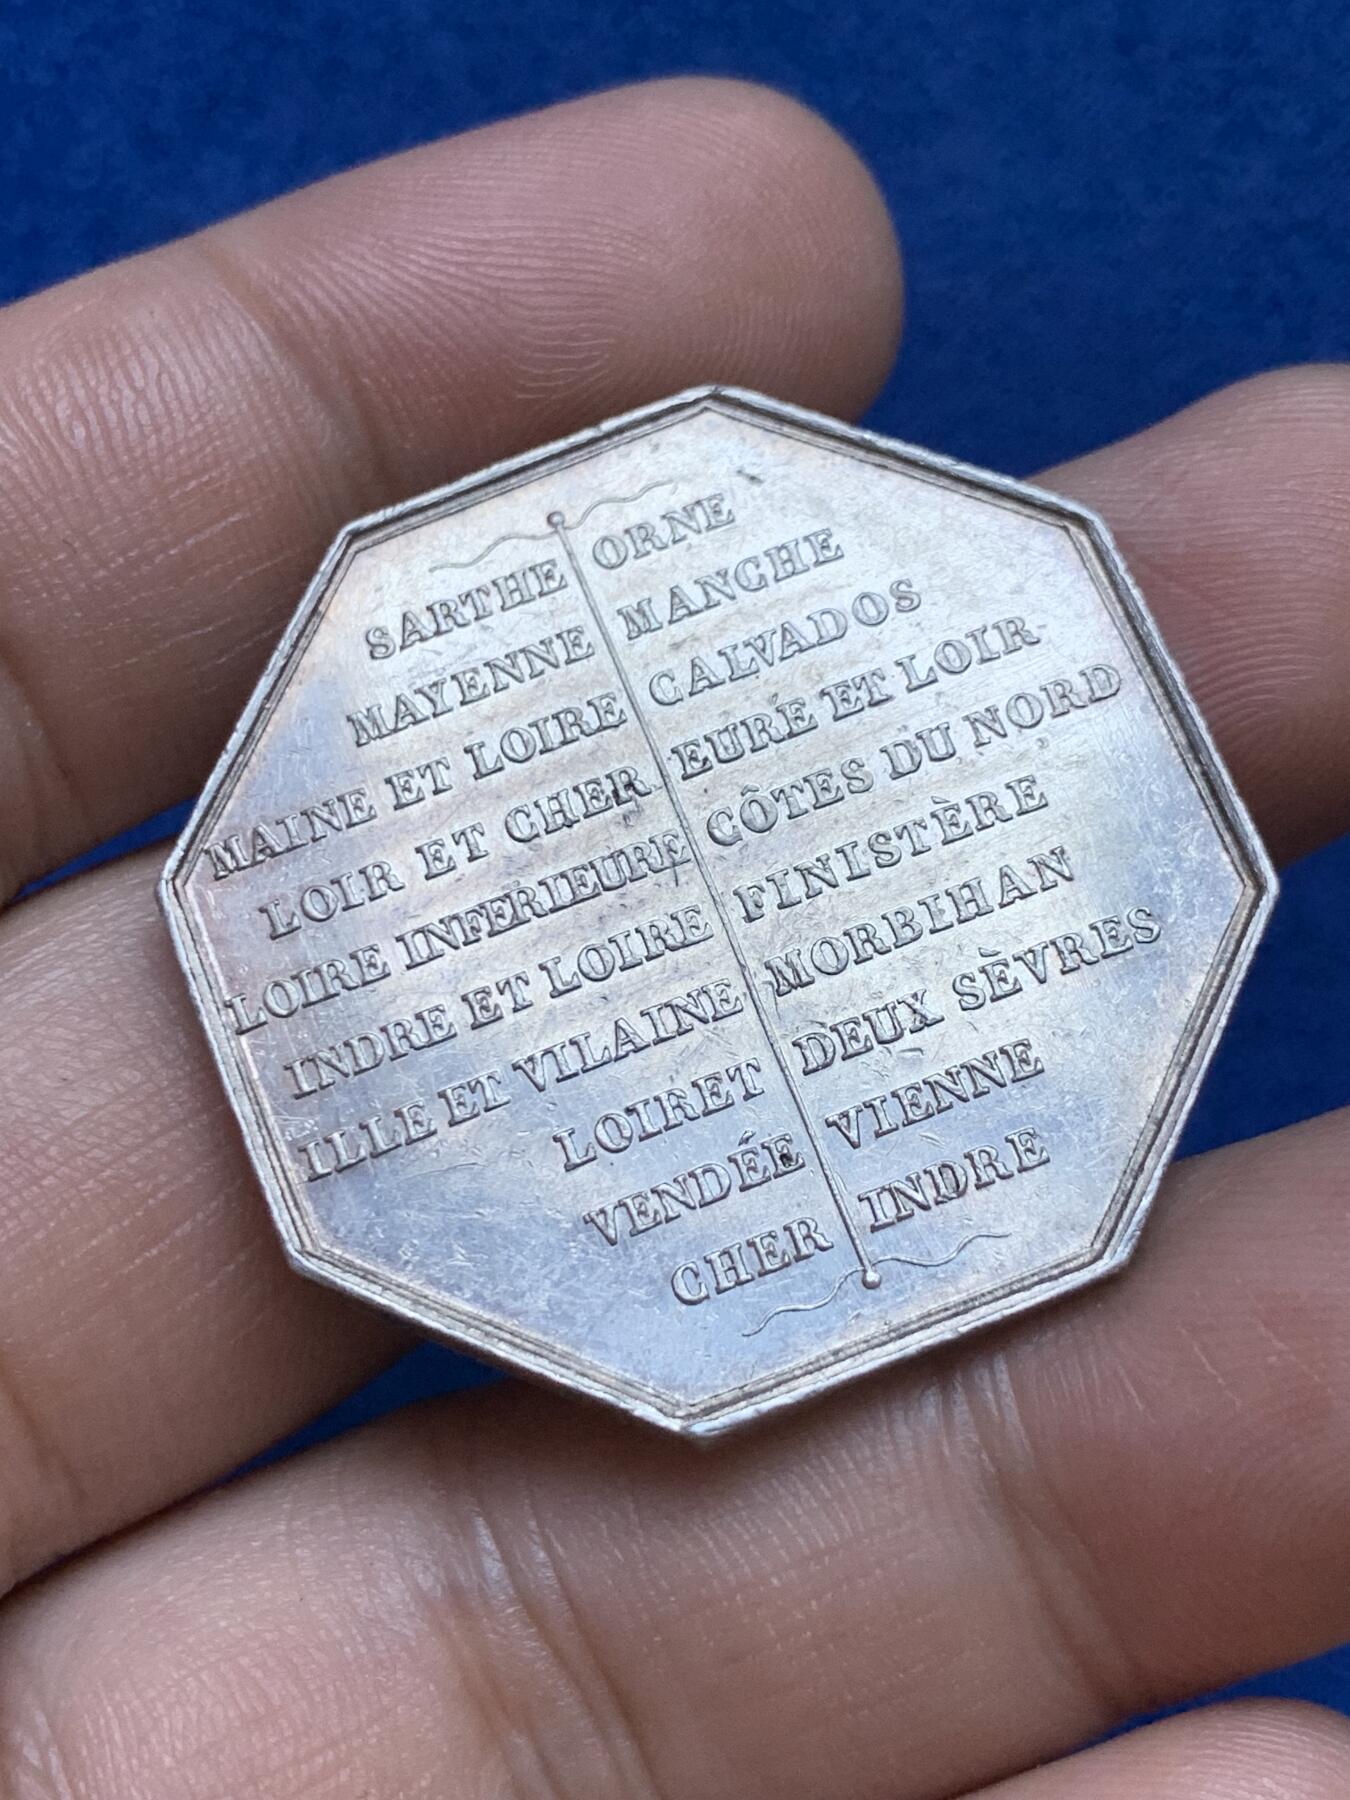 SARTHE
MAYENNE
MAINE ET LOIRE
LOIR ET CHER
LOIRE INFERIEURE
INDRE ET LOIRE
ILLE ET VILAINE
LOIRET
VENDÉE
CHER
ORNE
MANCHE
CALVADOS
EURE ET LOIR
CÔTES DU NORD
FINISTÈRE
MORBIHAN
DEUX SÈVRES
VIENNE
INDRE